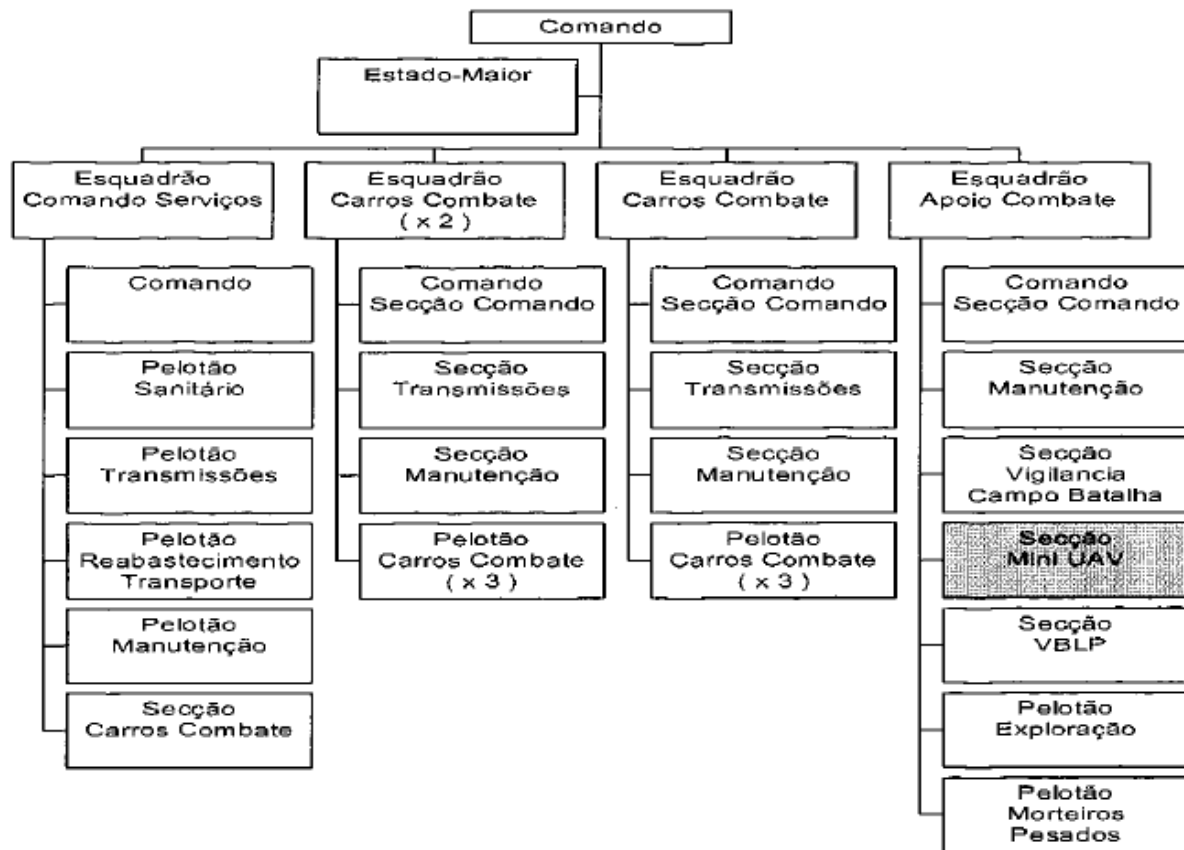 Comando
Estado-Maior
Esquadrão
Comando Serviços
Esquadrão
Carros Combate
( x 2 )
Esquadrão
Carros Combate
Esquadrão
Apoio Combate
Comando
Pelotão
Sanitário
Pelotão
Transmissões
Pelotão
Reabastecimento
Transporte
Pelotão
Manutenção
Secção
Carros Combate
Comando
Secção Comando
Secção
Transmissões
Secção
Manutenção
Pelotão
Carros Combate
( x 3 )
Comando
Secção Comando
Secção
Transmissões
Secção
Manutenção
Pelotão
Carros Combate
( x 3 )
Comando
Secção Comando
Secção
Manutenção
Secção
Vigilancia
Campo Batalha
Secção
Mini UAV
Secção
VBLP
Pelotão
Exploração
Pelotão
Morteiros
Pesados